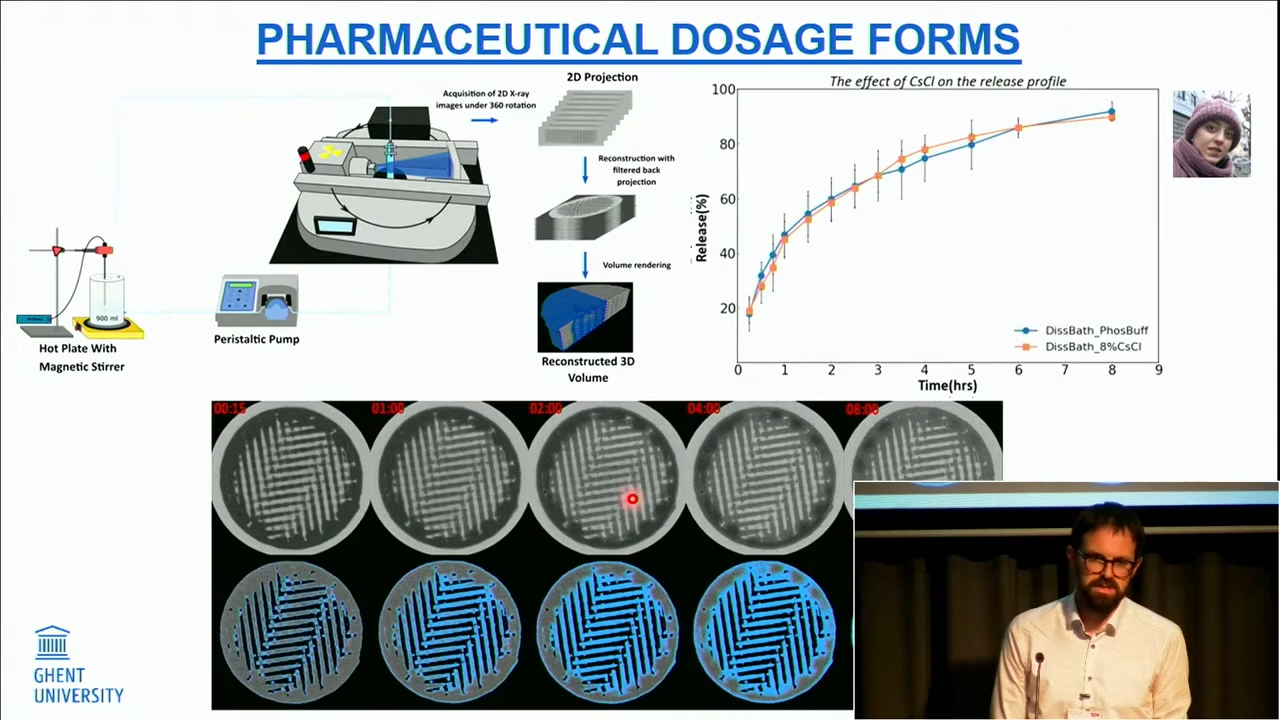 PHARMACEUTICAL DOSAGE FORMS
Acquisition of 2D X-ray
images under 360 rotation
2D Projection
Reconstruction with
filtered back
projection
Volume rendering
Reconstructed 3D
Volume
900 ml
Hot Plate With
Magnetic Stirrer
Peristaltic Pump
The effect of CsCl on the release profile
100
80
60
40
20
Release(%)
0 1 2 3 4 5 6 7 8 9
Time(hrs)
DissBath_PhosBuff
DissBath_8%CsCl
00:15 01:00 02:00 04:00 08:00
GHENT
UNIVERSITY